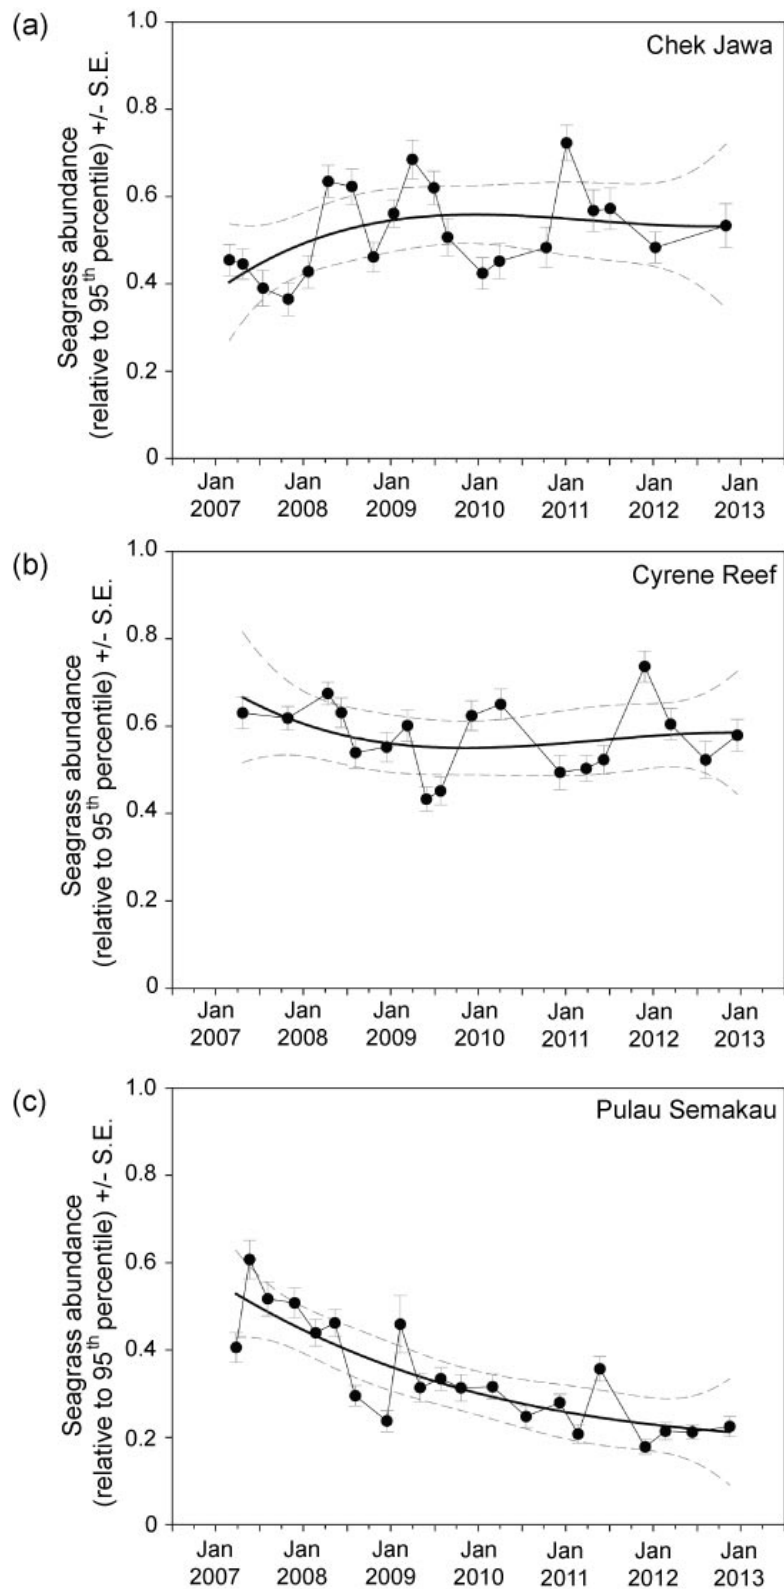 (a)
Chek Jawa
Seagrass abundance
(relative to 95th percentile) +/- S.E.
1.0
0.8
0.6
0.4
0.2
0
Jan Jan Jan Jan Jan Jan Jan
2007 2008 2009 2010 2011 2012 2013
(b)
Cyrene Reef
Seagrass abundance
(relative to 95th percentile) +/- S.E.
1.0
0.8
0.6
0.4
0.2
0
Jan Jan Jan Jan Jan Jan Jan
2007 2008 2009 2010 2011 2012 2013
(c)
Pulau Semakau
Seagrass abundance
(relative to 95th percentile) +/- S.E.
1.0
0.8
0.6
0.4
0.2
0
Jan Jan Jan Jan Jan Jan Jan
2007 2008 2009 2010 2011 2012 2013